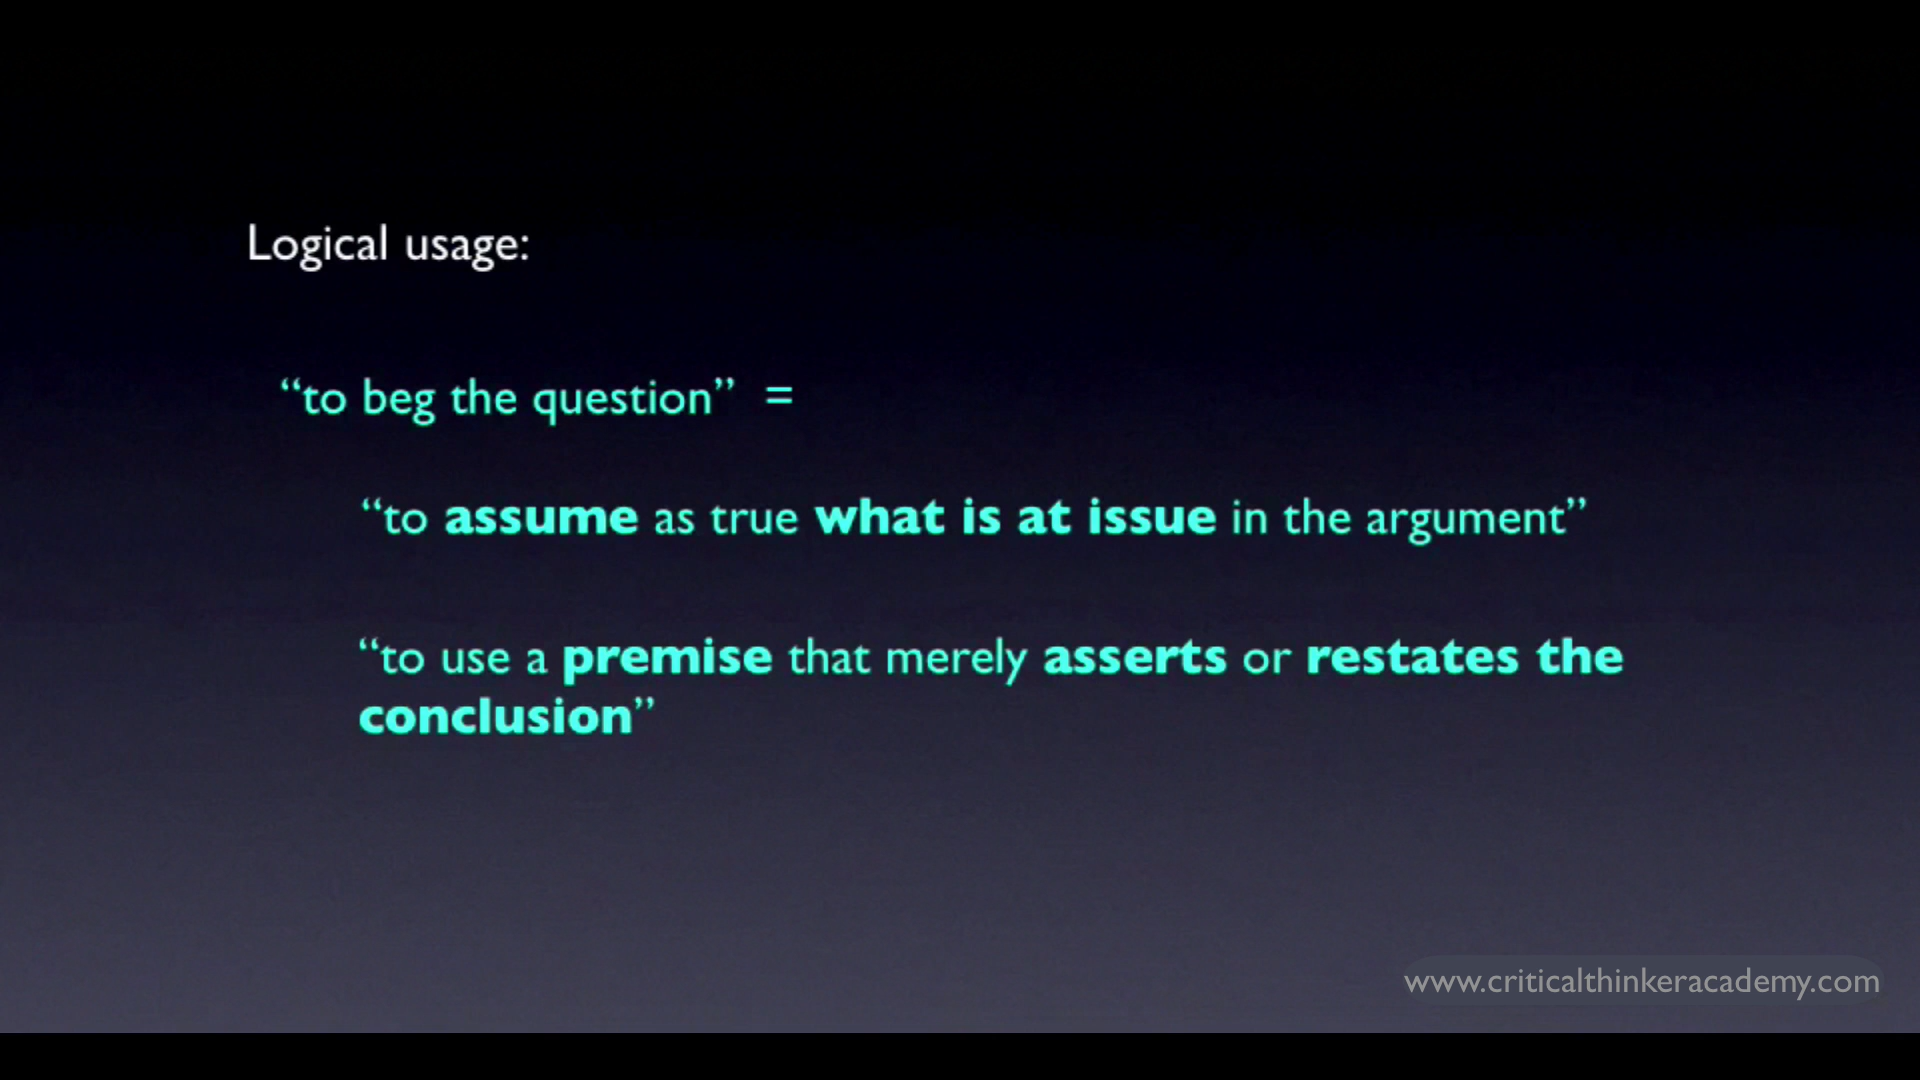 Logical usage:
“to beg the question” =
“to assume as true what is at issue in the argument”
“to use a premise that merely asserts or restates the
conclusion”
www.criticalthinkeracademy.com